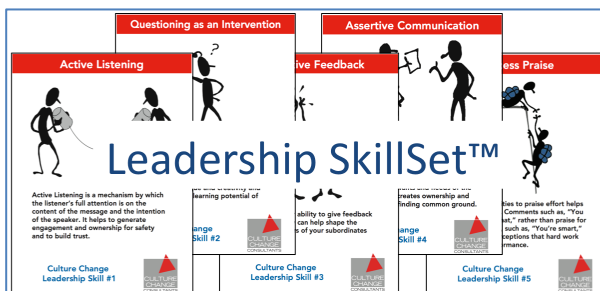 Questioning as an Intervention
Assertive Communication
Active Listening
ive Feedback
ess Praise
Leadership SkillSet™
Active Listening is a mechanism by which
the listener's full attention is on the
content of the message and the intention
of the speaker. It helps to generate
engagement and ownership for safety
and to build trust.
Culture Change
Leadership Skill #1
CULTURE
CHANGE
CONSULTANTS
learning potential of
ange
Skill #2
CULTURE
CHANGE
CONSULTANTS
ability to give feedback
can help shape the
s of your subordinates
Culture Change
Leadership Skill #3
CULTURE
CHANGE
CONSULTANTS
creates ownership and
finding common ground.
ange
Skill #4
CULTURE
CHANGE
CONSULTANTS
ties to praise effort helps
Comments such as, "You
at," rather than praise for
such as, "You're smart,"
eptions that hard work
rmance.
Culture Change
Leadership Skill #5
CULTURE
CHANGE
CONSULTANTS